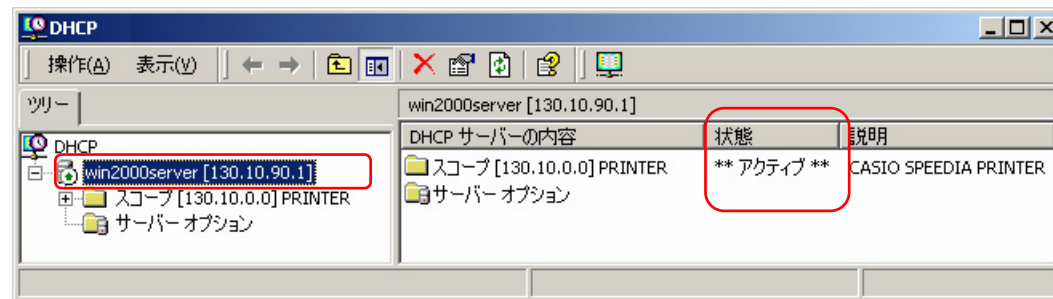 DHCP
操作(A) 表示(V)
ツリー
win2000server [130.10.90.1]
DHCP
win2000server [130.10.90.1]
スコープ [130.10.0.0] PRINTER
サーバー オプション
DHCP サーバーの内容 状態 説明
スコープ [130.10.0.0] PRINTER ** アクティブ ** CASIO SPEEDIA PRINTER
サーバー オプション